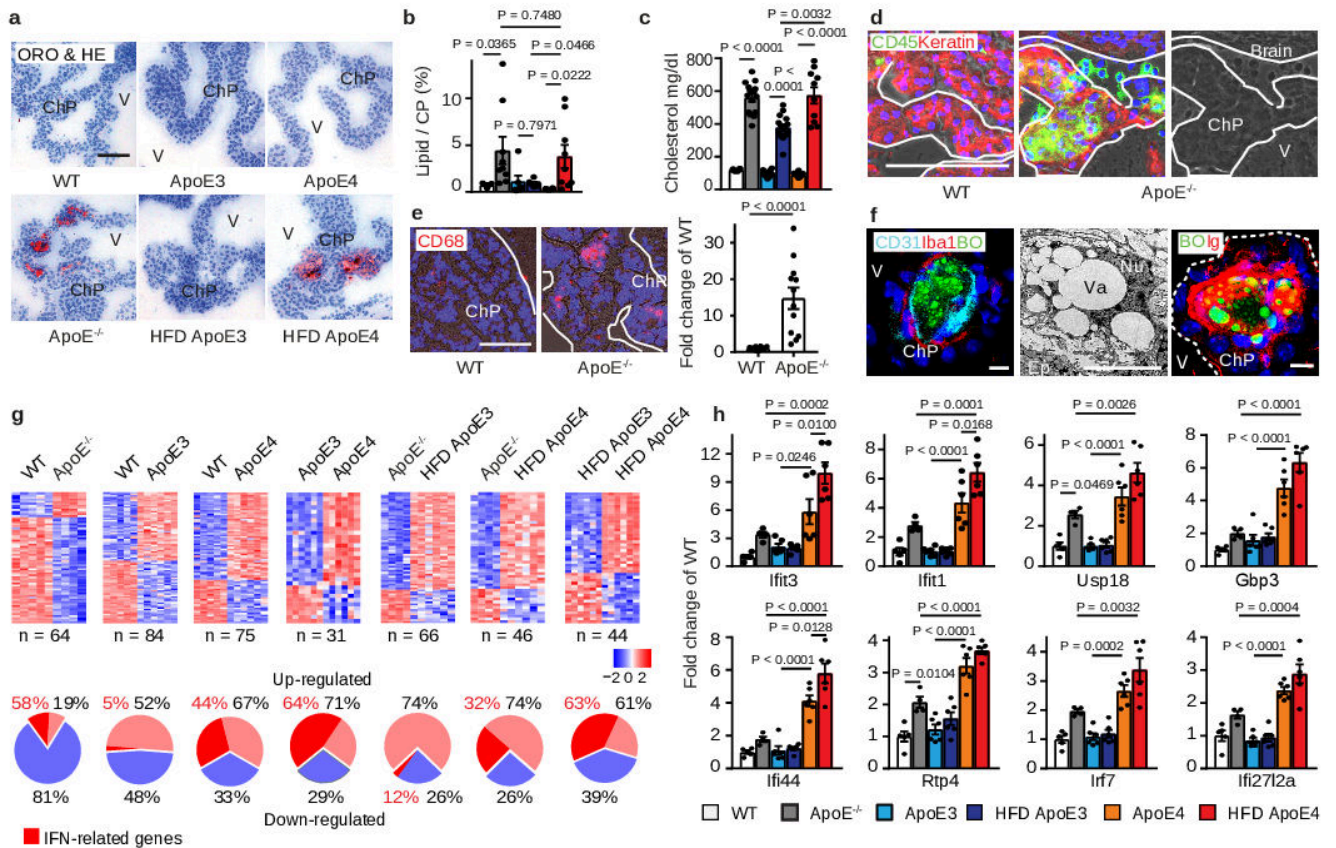 a
ORO & HE
ChP
V
WT
ChP
V
ApoE3
ChP
V
ApoE4
V
ChP
ApoE-/-
V
ChP
HFD ApoE3
V
ChP
HFD ApoE4
b
P = 0.7480
P = 0.0365
P = 0.0466
P = 0.0222
P = 0.7971
Lipid / CP (%)
10
5
0
c
P = 0.0032
P < 0.0001
P < 0.0001
P <
0.0001
Cholesterol mg/dl
800
600
400
200
0
d
CD45Keratin
Brain
ChP
V
WT
ApoE-/-
e
CD68
ChP
ChP
WT
ApoE-/-
P < 0.0001
Fold change of WT
30
20
10
0
WT
ApoE-/-
f
CD31Iba1BO
V
ChP
Nu
Va
Ep
BOIg
V
ChP
g
WT
ApoE-/-
WT
ApoE3
WT
ApoE4
ApoE3
ApoE4
ApoE-/-
HFD ApoE3
ApoE-/-
HFD ApoE4
HFD ApoE3
HFD ApoE4
n = 64
n = 84
n = 75
n = 31
n = 66
n = 46
n = 44
−2 0 2
Up-regulated
58% 19%
5% 52%
44% 67%
64% 71%
74%
32% 74%
63% 61%
81%
48%
33%
29%
12% 26%
26%
39%
Down-regulated
IFN-related genes
h
Fold change of WT
P = 0.0002
P = 0.0100
P = 0.0246
12
9
6
3
0
Ifit3
P = 0.0001
P = 0.0168
P < 0.0001
9
6
3
0
Ifit1
P = 0.0026
P < 0.0001
P = 0.0469
6
4
2
0
Usp18
P < 0.0001
P < 0.0001
8
6
4
2
0
Gbp3
P < 0.0001
P = 0.0128
P < 0.0001
8
6
4
2
0
Ifi44
P < 0.0001
P < 0.0001
P = 0.0104
4
3
2
1
0
Rtp4
P = 0.0032
P = 0.0002
4
2
0
Irf7
P = 0.0004
P < 0.0001
4
3
2
1
0
Ifi27l2a
WT
ApoE-/-
ApoE3
HFD ApoE3
ApoE4
HFD ApoE4